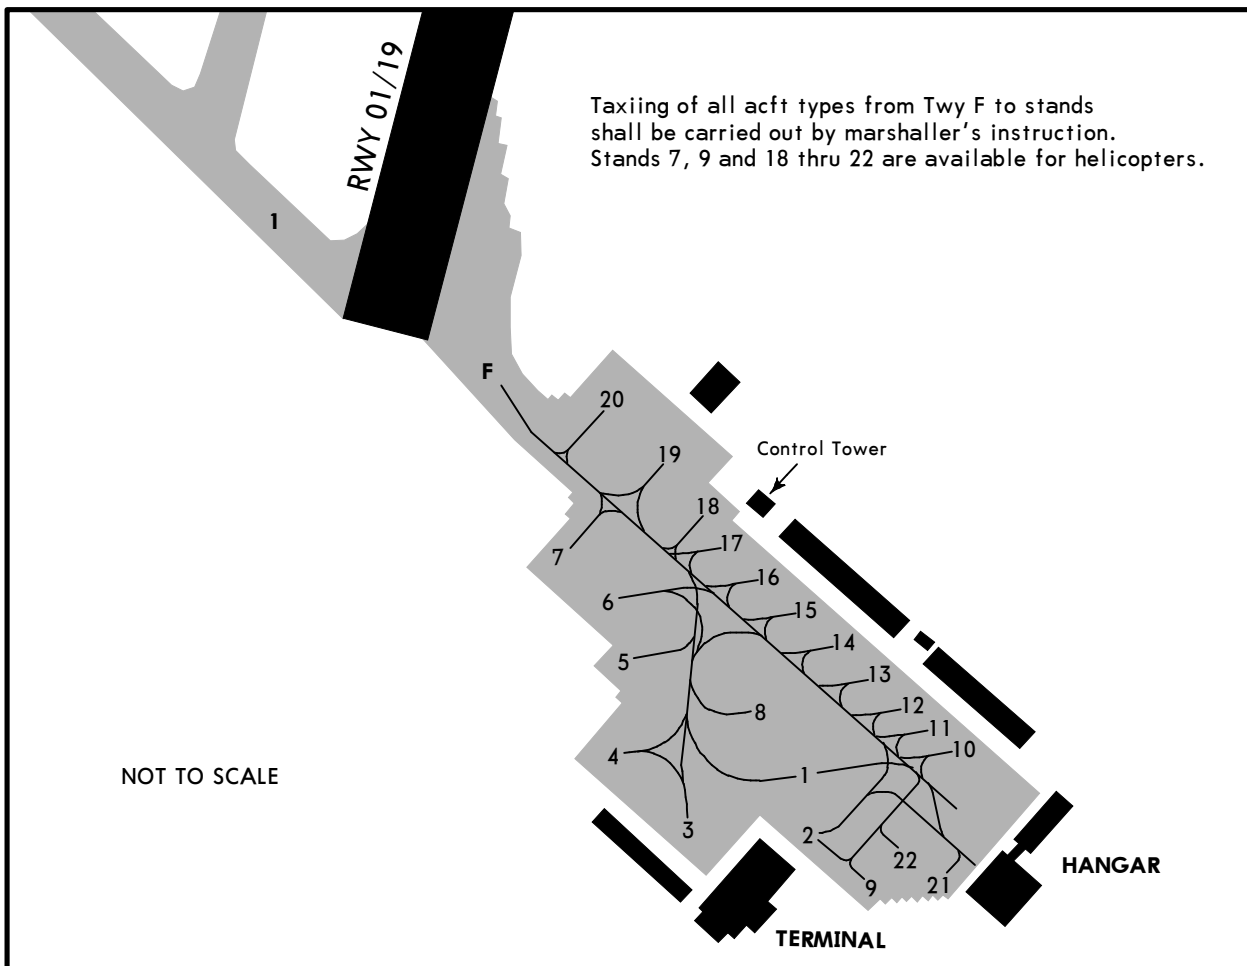 RWY 01/19
Taxiing of all acft types from Twy F to stands
shall be carried out by marshaller's instruction.
Stands 7, 9 and 18 thru 22 are available for helicopters.
1
F
20
19
Control Tower
18
7
17
16
6
15
14
5
13
12
8
11
10
4
1
NOT TO SCALE
3
2
22
9
21
HANGAR
TERMINAL